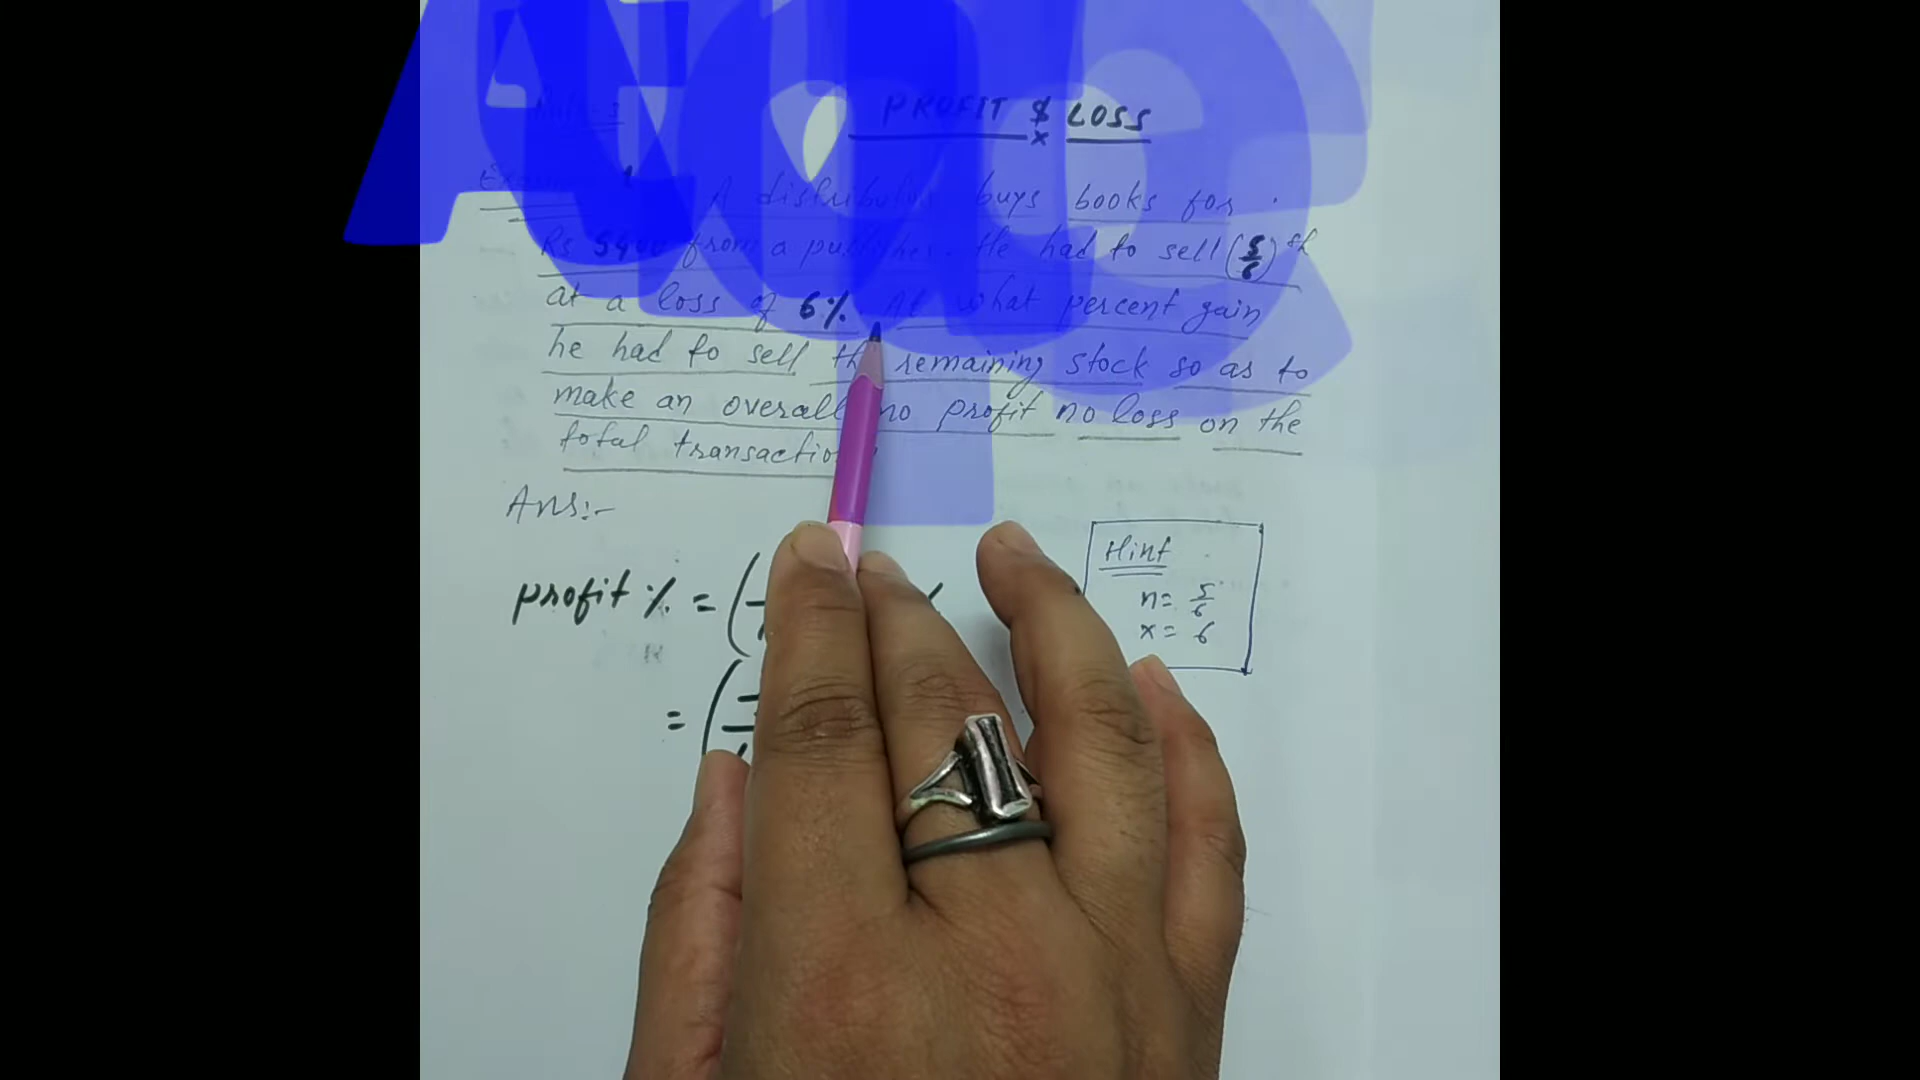 PROFIT & LOSS
A distributor buys books for
Rs 5400 from a publisher. He had to sell (5/6)th
at a loss of 6%. At what percent gain
he had to sell the remaining stock so as to
make an overall no profit no loss on the
total transaction
Ans:-
Hint
n = 5/6
x = 6
profit % = (
= (